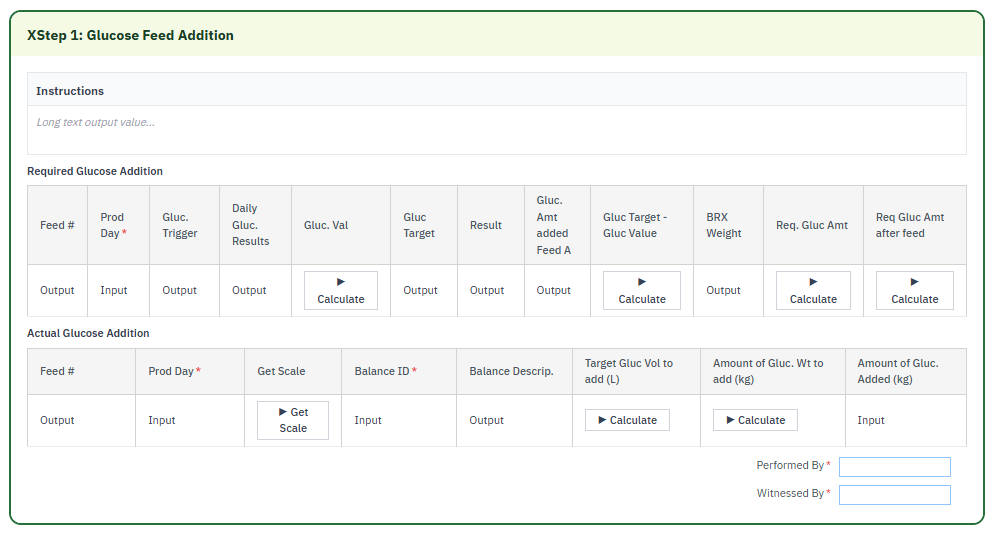 XStep 1: Glucose Feed Addition
Instructions
Long text output value...
Required Glucose Addition
Feed #
Prod
Day *
Gluc.
Trigger
Daily
Gluc.
Results
Gluc. Val
Gluc
Target
Result
Gluc.
Amt
added
Feed A
Gluc Target -
Gluc Value
BRX
Weight
Req. Gluc Amt
Req Gluc Amt
after feed
Output
Input
Output
Output
▶
Calculate
Output
Output
Output
▶
Calculate
Output
▶
Calculate
▶
Calculate
Actual Glucose Addition
Feed #
Prod Day *
Get Scale
Balance ID *
Balance Descrip.
Target Gluc Vol to
add (L)
Amount of Gluc. Wt to
add (kg)
Amount of Gluc.
Added (kg)
Output
Input
▶ Get
Scale
Input
Output
▶ Calculate
▶ Calculate
Input
Performed By *
Witnessed By *